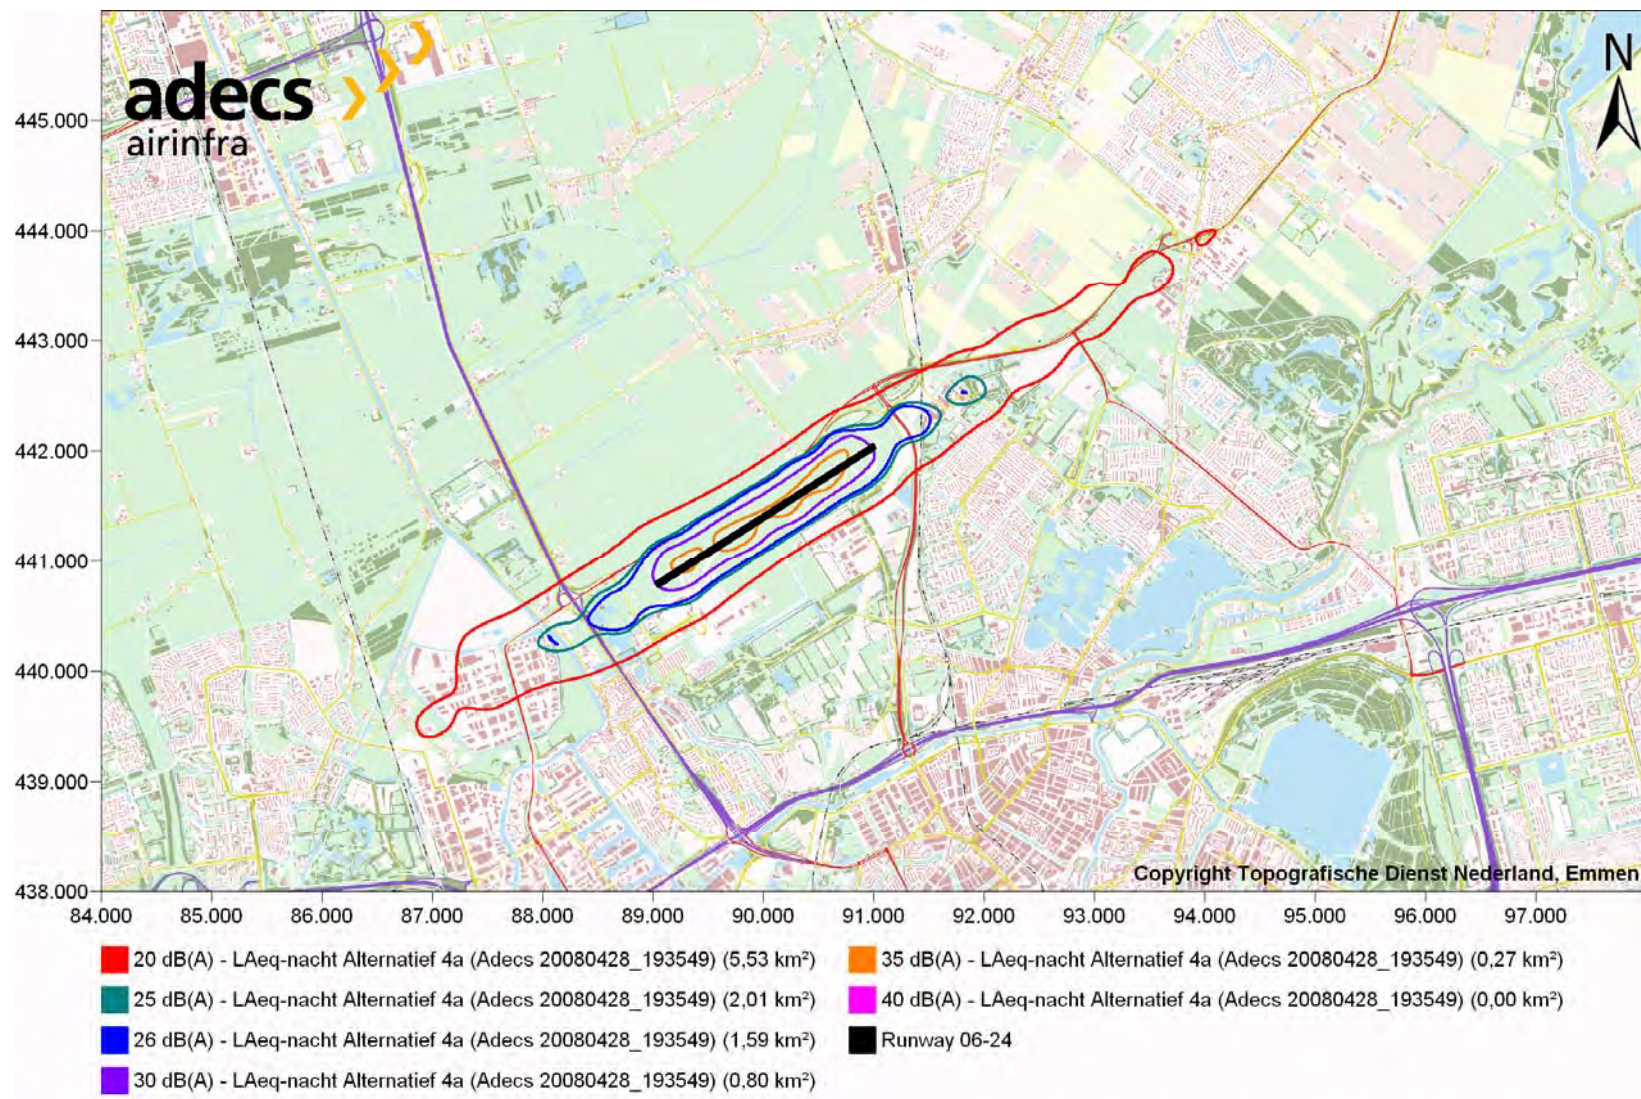 adecs
airinfra
N
445.000
444.000
443.000
442.000
441.000
440.000
439.000
438.000
Copyright Topografische Dienst Nederland, Emmen
84.000 85.000 86.000 87.000 88.000 89.000 90.000 91.000 92.000 93.000 94.000 95.000 96.000 97.000
20 dB(A) - LAeq-nacht Alternatief 4a (Adecs 20080428_193549) (5,53 km²)
25 dB(A) - LAeq-nacht Alternatief 4a (Adecs 20080428_193549) (2,01 km²)
26 dB(A) - LAeq-nacht Alternatief 4a (Adecs 20080428_193549) (1,59 km²)
30 dB(A) - LAeq-nacht Alternatief 4a (Adecs 20080428_193549) (0,80 km²)
35 dB(A) - LAeq-nacht Alternatief 4a (Adecs 20080428_193549) (0,27 km²)
40 dB(A) - LAeq-nacht Alternatief 4a (Adecs 20080428_193549) (0,00 km²)
Runway 06-24